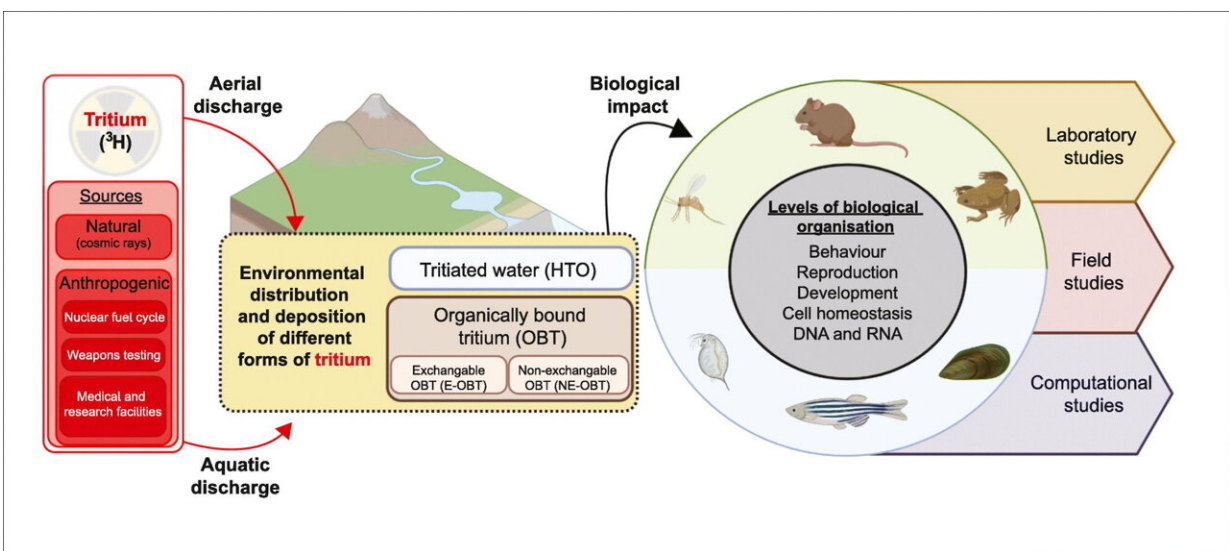 Tritium
(³H)
Sources
Natural
(cosmic rays)
Anthropogenic
Nuclear fuel cycle
Weapons testing
Medical and
research facilities
Aerial
discharge
Aquatic
discharge
Environmental
distribution
and deposition
of different
forms of tritium
Tritiated water (HTO)
Organically bound
tritium (OBT)
Exchangable
OBT (E-OBT)
Non-exchangable
OBT (NE-OBT)
Biological
impact
Levels of biological
organisation
Behaviour
Reproduction
Development
Cell homeostasis
DNA and RNA
Laboratory
studies
Field
studies
Computational
studies